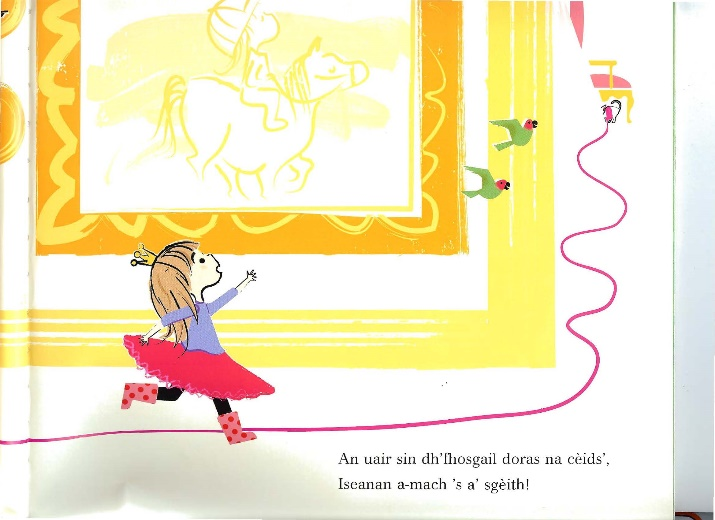 An uair sin dh'fhosgail doras na cèids',
Iseanan a-mach 's a' sgèith!